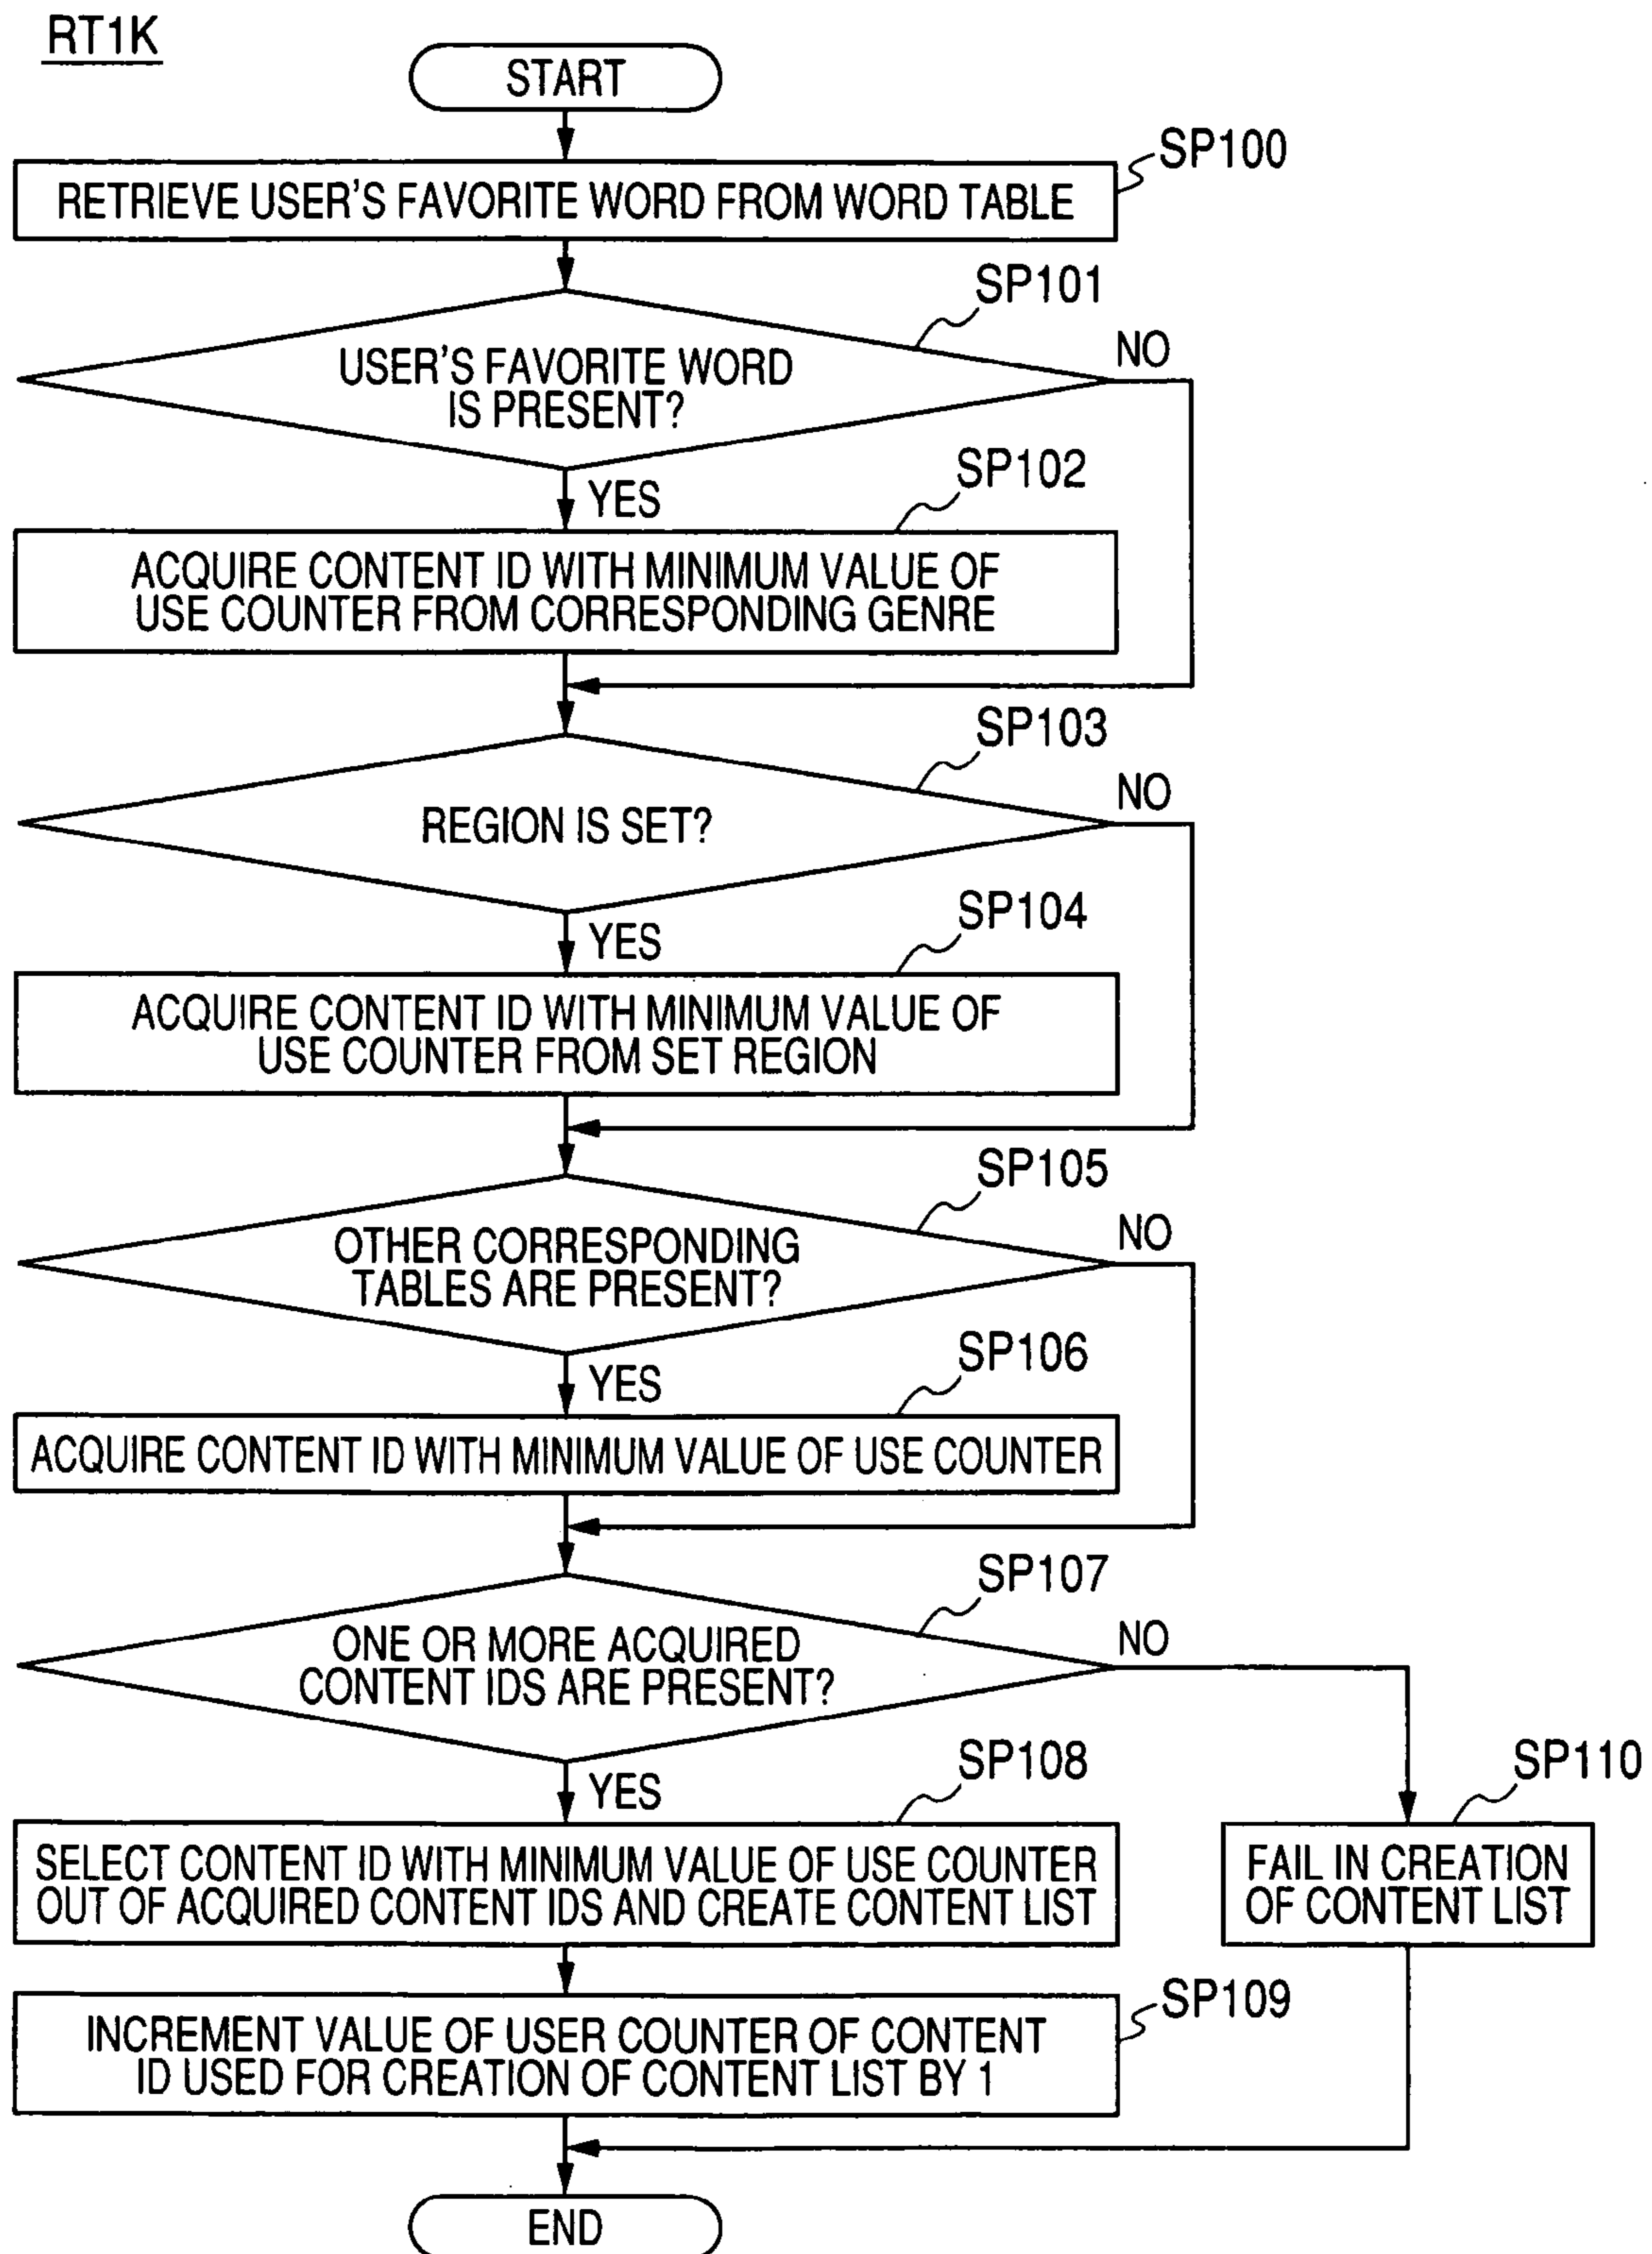 RT1K
START
SP100
RETRIEVE USER'S FAVORITE WORD FROM WORD TABLE
SP101
USER'S FAVORITE WORD
IS PRESENT?
NO
YES
SP102
ACQUIRE CONTENT ID WITH MINIMUM VALUE OF
USE COUNTER FROM CORRESPONDING GENRE
SP103
REGION IS SET?
NO
YES
SP104
ACQUIRE CONTENT ID WITH MINIMUM VALUE OF
USE COUNTER FROM SET REGION
SP105
OTHER CORRESPONDING
TABLES ARE PRESENT?
NO
YES
SP106
ACQUIRE CONTENT ID WITH MINIMUM VALUE OF USE COUNTER
SP107
ONE OR MORE ACQUIRED
CONTENT IDS ARE PRESENT?
NO
YES
SP108
SELECT CONTENT ID WITH MINIMUM VALUE OF USE COUNTER
OUT OF ACQUIRED CONTENT IDS AND CREATE CONTENT LIST
SP110
FAIL IN CREATION
OF CONTENT LIST
SP109
INCREMENT VALUE OF USER COUNTER OF CONTENT
ID USED FOR CREATION OF CONTENT LIST BY 1
END